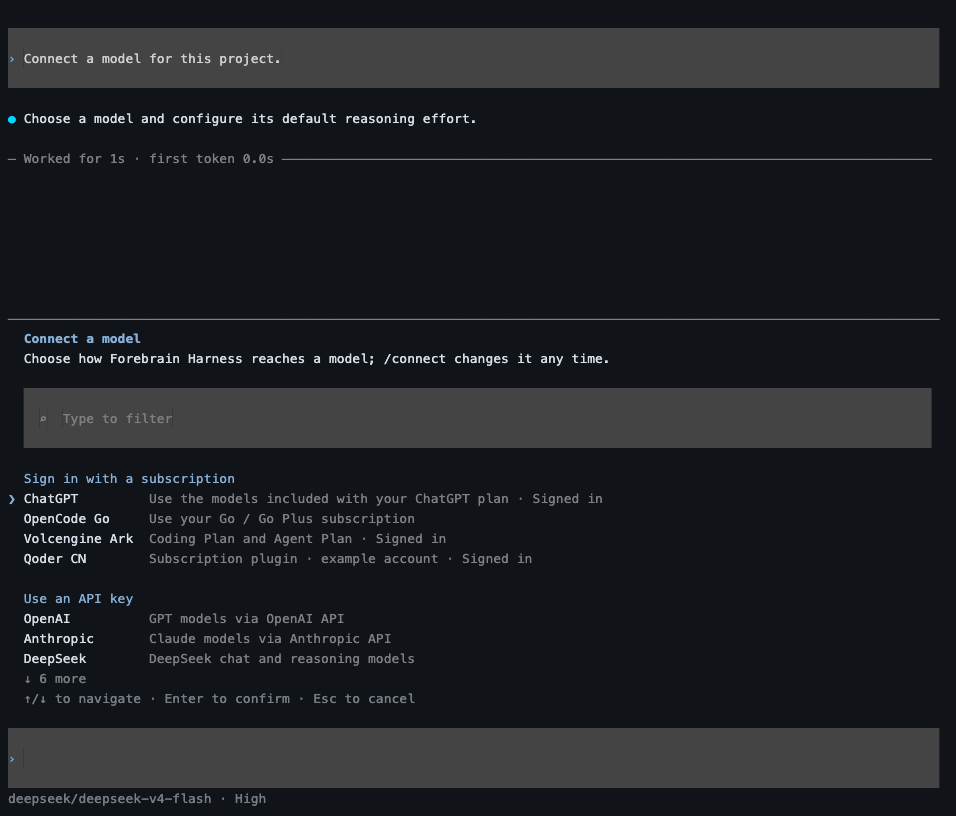 › Connect a model for this project.
● Choose a model and configure its default reasoning effort.
— Worked for 1s · first token 0.0s
Connect a model
Choose how Forebrain Harness reaches a model; /connect changes it any time.
⌕ Type to filter
Sign in with a subscription
❯ ChatGPT Use the models included with your ChatGPT plan · Signed in
OpenCode Go Use your Go / Go Plus subscription
Volcengine Ark Coding Plan and Agent Plan · Signed in
Qoder CN Subscription plugin · example account · Signed in
Use an API key
OpenAI GPT models via OpenAI API
Anthropic Claude models via Anthropic API
DeepSeek DeepSeek chat and reasoning models
↓ 6 more
↑/↓ to navigate · Enter to confirm · Esc to cancel
›
deepseek/deepseek-v4-flash · High